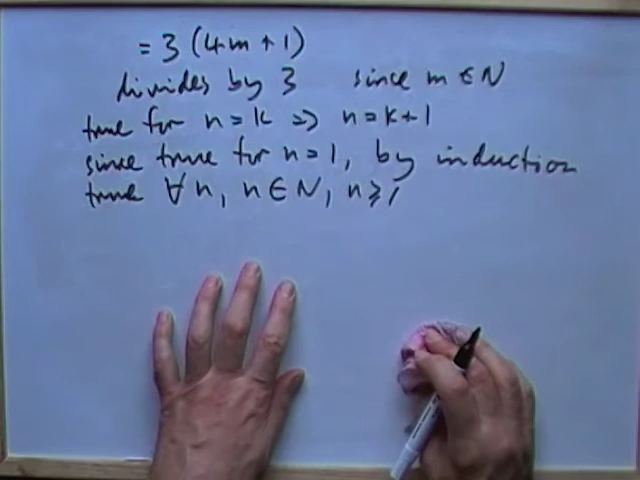 = 3 (4m + 1)
divides by 3 since m ∈ N
true for n = k => n = k + 1
since true for n = 1, by induction
true ∀ n, n ∈ N, n ⩾ 1